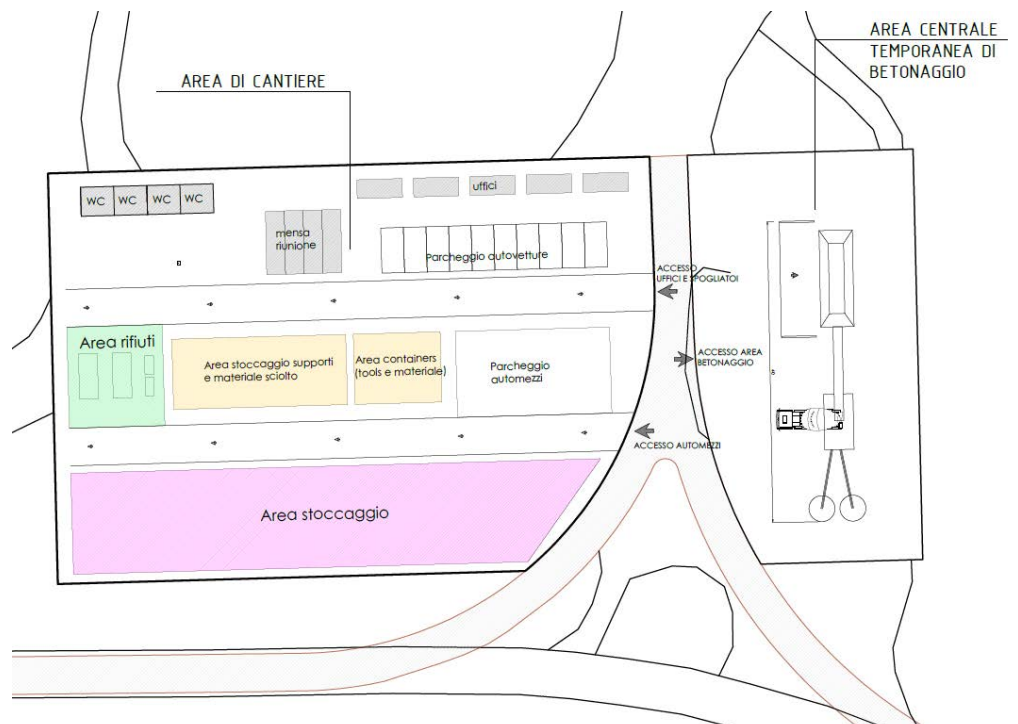 AREA CENTRALE
TEMPORANEA DI
BETONAGGIO
AREA DI CANTIERE
WC WC WC WC
uffici
mensa
riunione
Parcheggio autovetture
ACCESSO
UFFICI E SPOGLIATOI
Area rifiuti
Area stoccaggio supporti
e materiale sciolto
Area containers
(tools e materiale)
Parcheggio
automezzi
ACCESSO AREA
BETONAGGIO
ACCESSO AUTOMEZZI
Area stoccaggio